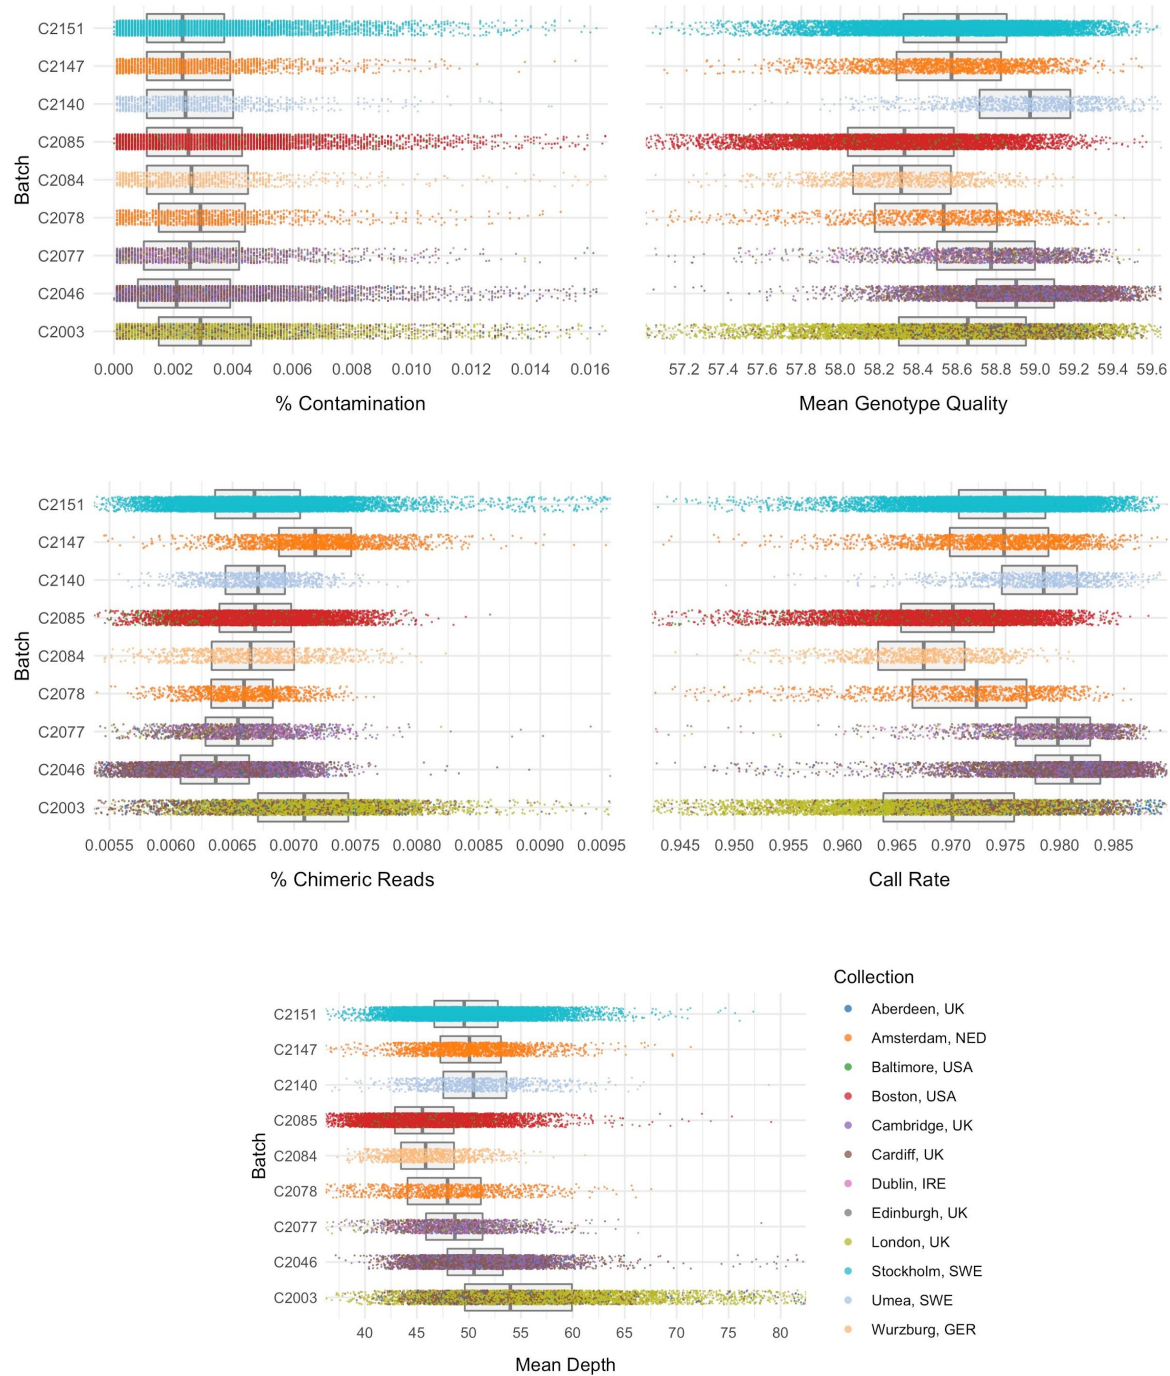 C2151
C2147
C2140
C2085
C2084
C2078
C2077
C2046
C2003
Batch
0.000 0.002 0.004 0.006 0.008 0.010 0.012 0.014 0.016
% Contamination
57.2 57.4 57.6 57.8 58.0 58.2 58.4 58.6 58.8 59.0 59.2 59.4 59.6
Mean Genotype Quality
C2151
C2147
C2140
C2085
C2084
C2078
C2077
C2046
C2003
Batch
0.0055 0.0060 0.0065 0.0070 0.0075 0.0080 0.0085 0.0090 0.0095
% Chimeric Reads
0.945 0.950 0.955 0.960 0.965 0.970 0.975 0.980 0.985
Call Rate
C2151
C2147
C2140
C2085
C2084
C2078
C2077
C2046
C2003
Batch
40 45 50 55 60 65 70 75 80
Mean Depth
Collection
Aberdeen, UK
Amsterdam, NED
Baltimore, USA
Boston, USA
Cambridge, UK
Cardiff, UK
Dublin, IRE
Edinburgh, UK
London, UK
Stockholm, SWE
Umea, SWE
Wurzburg, GER